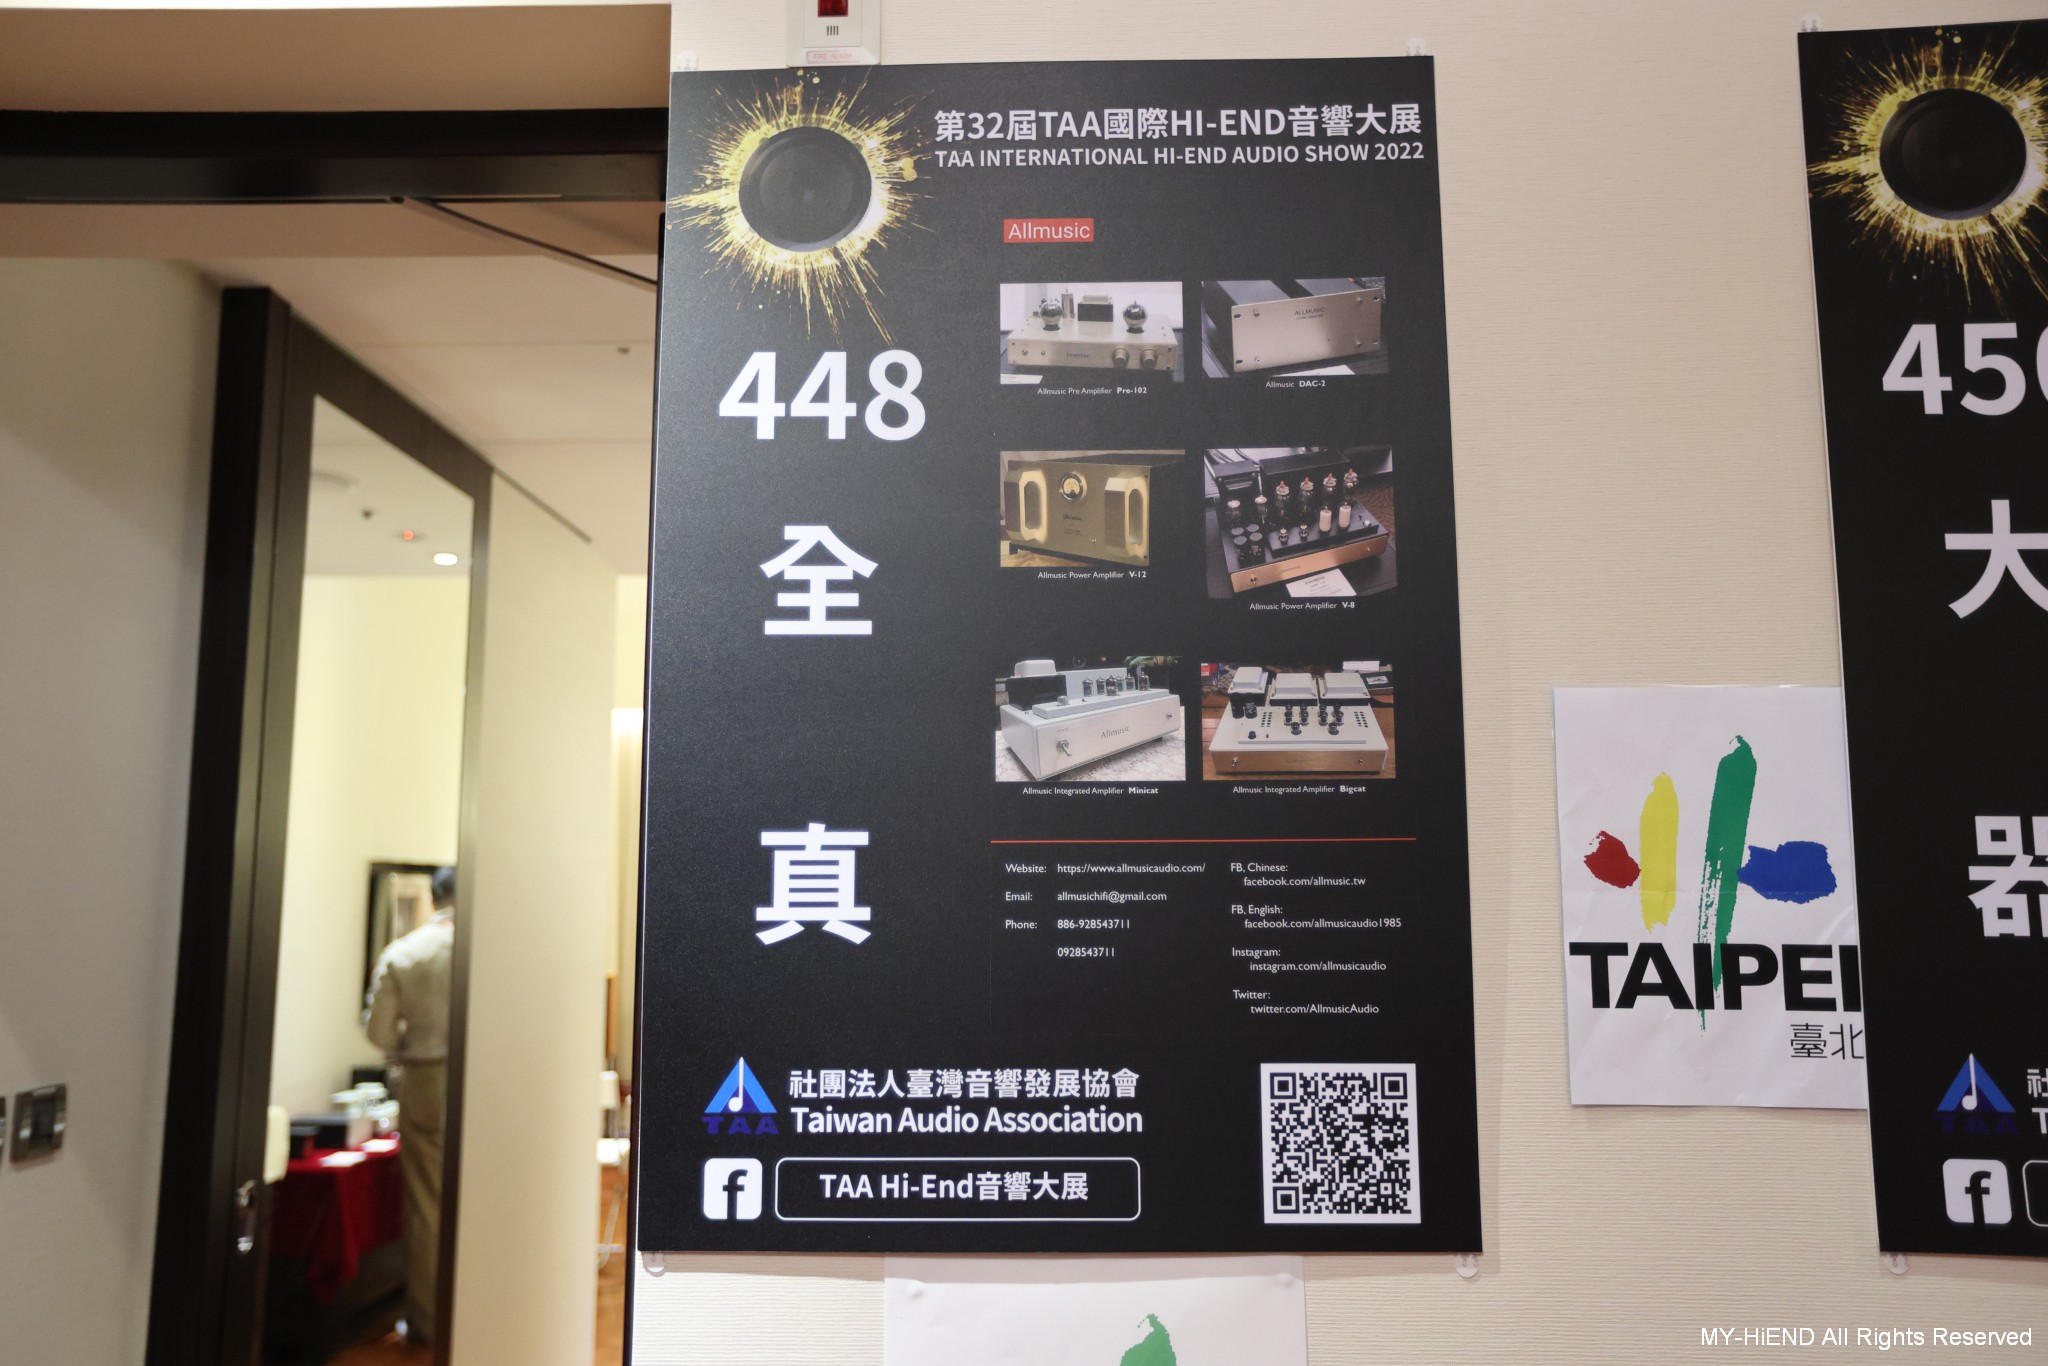 第32屆TAA國際HI-END音響大展
TAA INTERNATIONAL HI-END AUDIO SHOW 2022
Allmusic
448
全
真
ALLMUSIC
Allmusic Pre Amplifier Pre-102
Allmusic DAC-2
Allmusic Power Amplifier V-12
Allmusic Power Amplifier V-8
Allmusic
Allmusic Integrated Amplifier Minicat
Allmusic Integrated Amplifier Bigcat
Website: https://www.allmusicaudio.com/
Email: allmusichifi@gmail.com
Phone: 886-928543711
0928543711
FB, Chinese:
facebook.com/allmusic.tw
FB, English:
facebook.com/allmusicaudio1985
Instagram:
instagram.com/allmusicaudio
Twitter:
twitter.com/AllmusicAudio
TAA
社團法人臺灣音響發展協會
Taiwan Audio Association
f
TAA Hi-End音響大展
TAIPEI
臺北
450
大
器
TAA
社
f
MY-HiEND All Rights Reserved